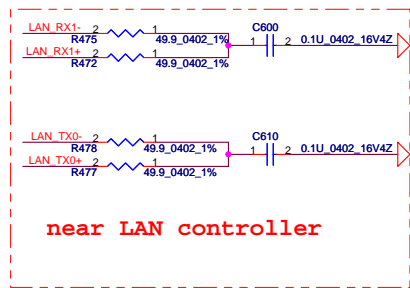 LAN_RX1- 2 1 C600
R475 49.9_0402_1%
LAN_RX1+ 2 1 1 2 0.1U_0402_16V4Z
R472 49.9_0402_1%
LAN_TX0- 2 1 C610
R478 49.9_0402_1% 1 2 0.1U_0402_16V4Z
LAN_TX0+ 2 1
R477 49.9_0402_1%
near LAN controller